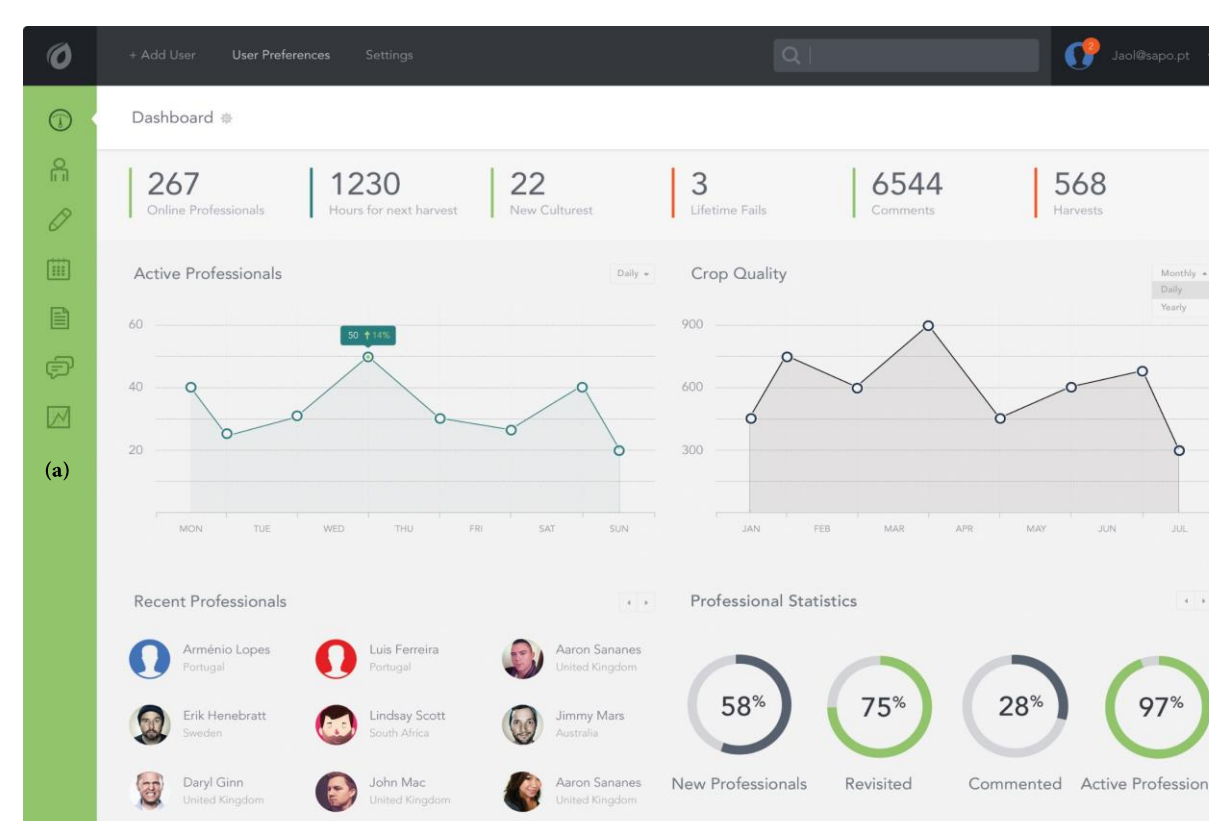 + Add User User Preferences Settings 2 Jaol@sapo.pt
Dashboard
267 1230 22 3 6544 568
Online Professionals Hours for next harvest New Culturest Lifetime Fails Comments Harvests
Active Professionals Daily
60
50 14%
40
20
MON TUE WED THU FRI SAT SUN
Crop Quality Monthly
Daily
Yearly
900
600
300
JAN FEB MAR APR MAY JUN JUL
(a)
Recent Professionals
Arménio Lopes
Portugal
Luis Ferreira
Portugal
Aaron Sananes
United Kingdom
Erik Henebratt
Sweden
Lindsay Scott
South Africa
Jimmy Mars
Australia
Daryl Ginn
United Kingdom
John Mac
United Kingdom
Aaron Sananes
United Kingdom
Professional Statistics
58% 75% 28% 97%
New Professionals Revisited Commented Active Profession